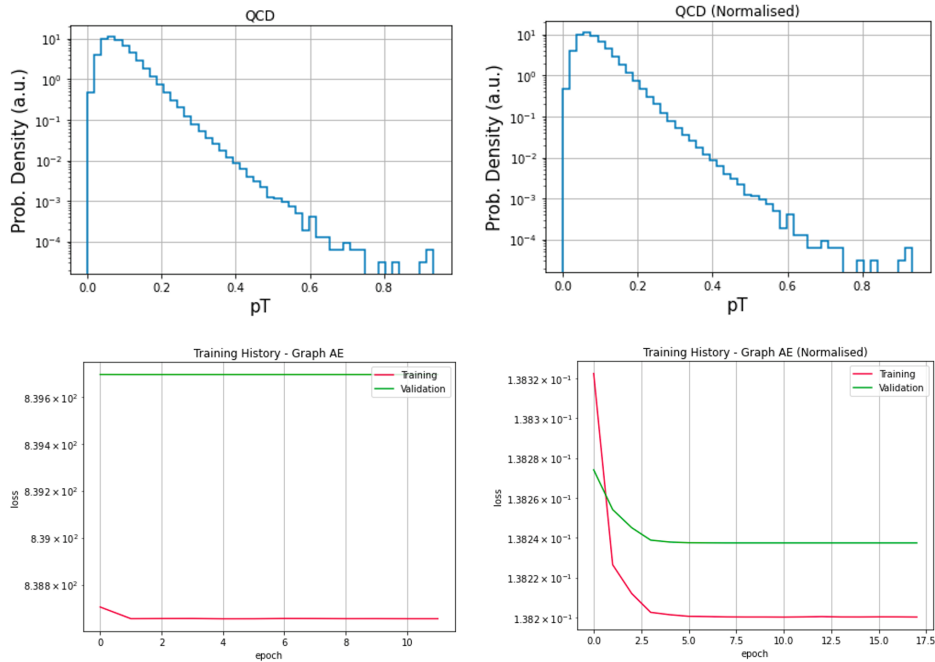 QCD
Prob. Density (a.u.)
10¹
10⁰
10⁻¹
10⁻²
10⁻³
10⁻⁴
0.0 0.2 0.4 0.6 0.8
pT
QCD (Normalised)
Prob. Density (a.u.)
10¹
10⁰
10⁻¹
10⁻²
10⁻³
10⁻⁴
0.0 0.2 0.4 0.6 0.8
pT
Training History - Graph AE
Training
Validation
loss
8.396 × 10²
8.394 × 10²
8.392 × 10²
8.39 × 10²
8.388 × 10²
0 2 4 6 8 10
epoch
Training History - Graph AE (Normalised)
Training
Validation
loss
1.3832 × 10⁻¹
1.383 × 10⁻¹
1.3828 × 10⁻¹
1.3826 × 10⁻¹
1.3824 × 10⁻¹
1.3822 × 10⁻¹
1.382 × 10⁻¹
0.0 2.5 5.0 7.5 10.0 12.5 15.0 17.5
epoch